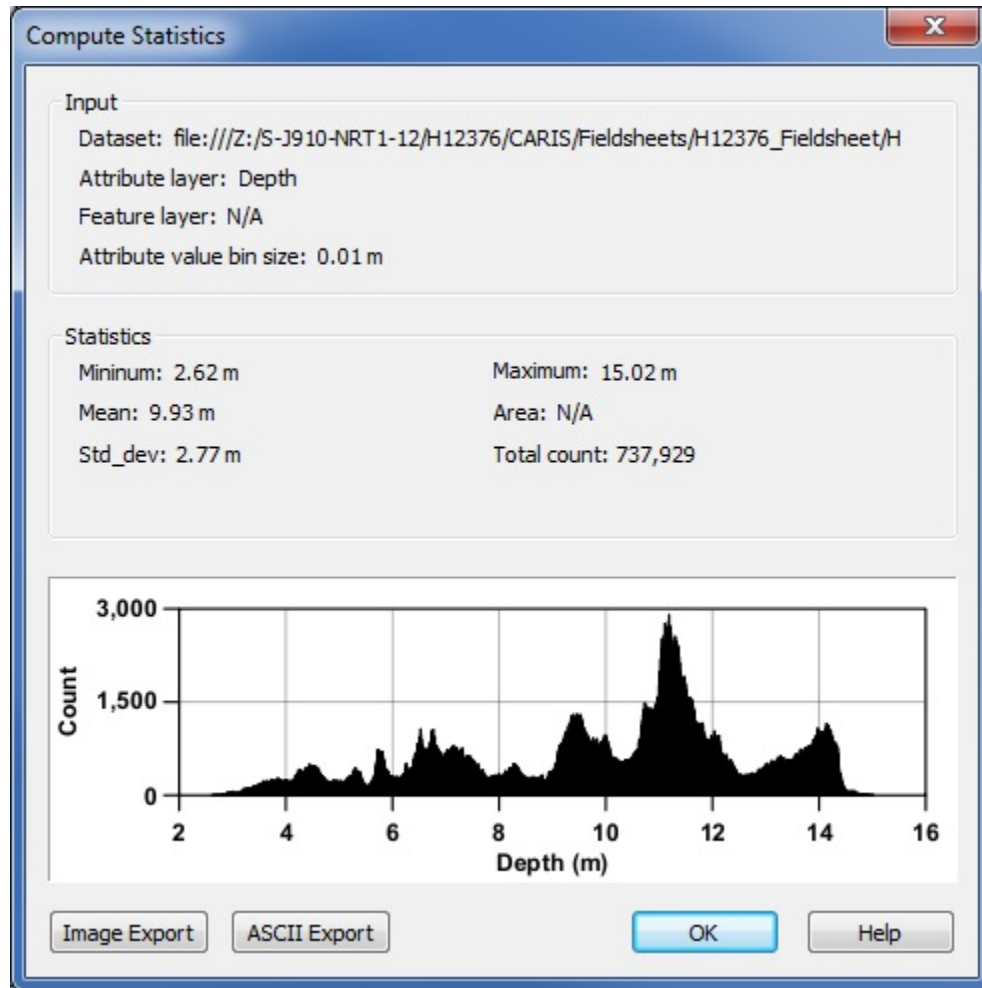 Compute Statistics
Input
Dataset: file:///Z:/S-J910-NRT1-12/H12376/CARIS/Fieldsheets/H12376_Fieldsheet/H
Attribute layer: Depth
Feature layer: N/A
Attribute value bin size: 0.01 m
Statistics
Mininum: 2.62 m
Maximum: 15.02 m
Mean: 9.93 m
Area: N/A
Std_dev: 2.77 m
Total count: 737,929
3,000
1,500
0
Count
2 4 6 8 10 12 14 16
Depth (m)
Image Export
ASCII Export
OK
Help